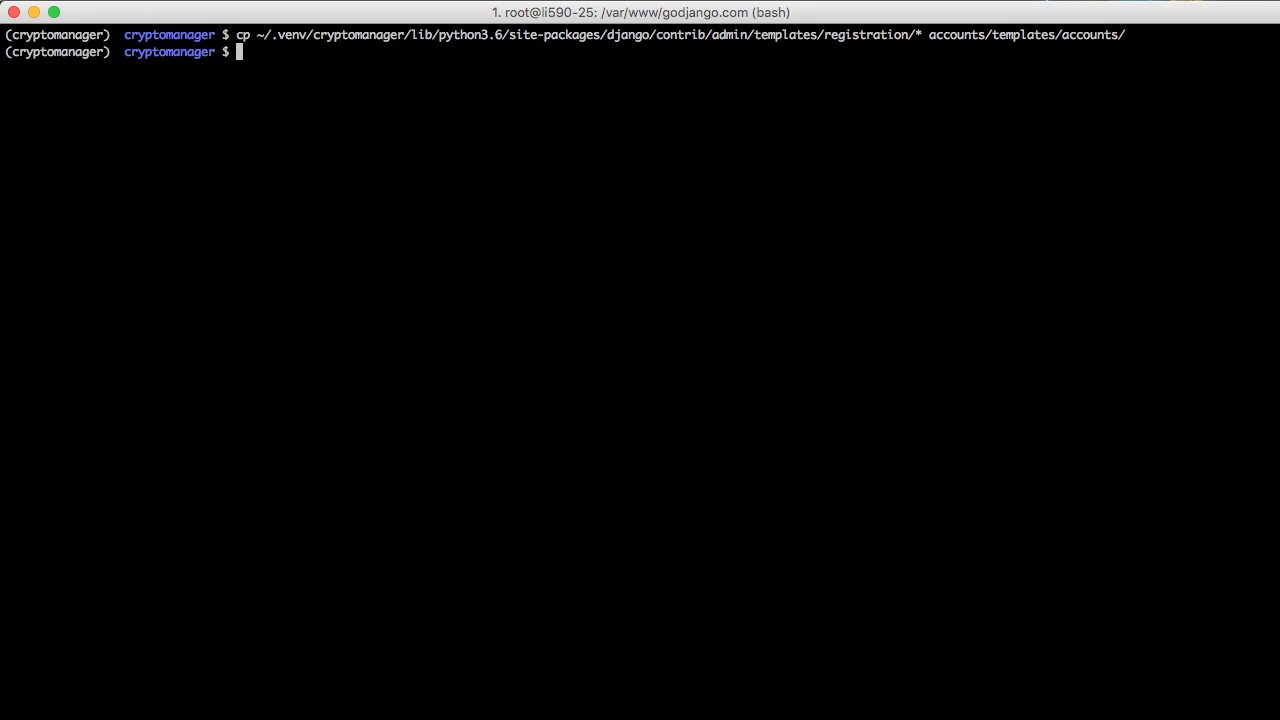 1. root@li590-25: /var/www/godjango.com (bash)
(cryptomanager)  cryptomanager $ cp ~/.venv/cryptomanager/lib/python3.6/site-packages/django/contrib/admin/templates/registration/* accounts/templates/accounts/
(cryptomanager)  cryptomanager $